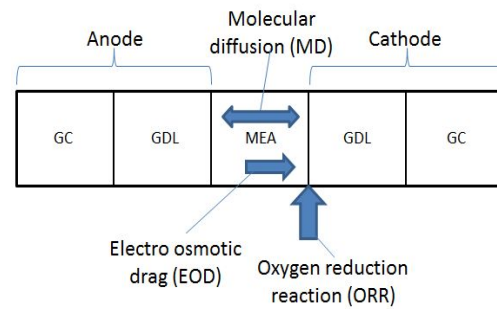 Molecular
diffusion (MD)
Anode
Cathode
GC
GDL
MEA
GDL
GC
Electro osmotic
drag (EOD)
Oxygen reduction
reaction (ORR)